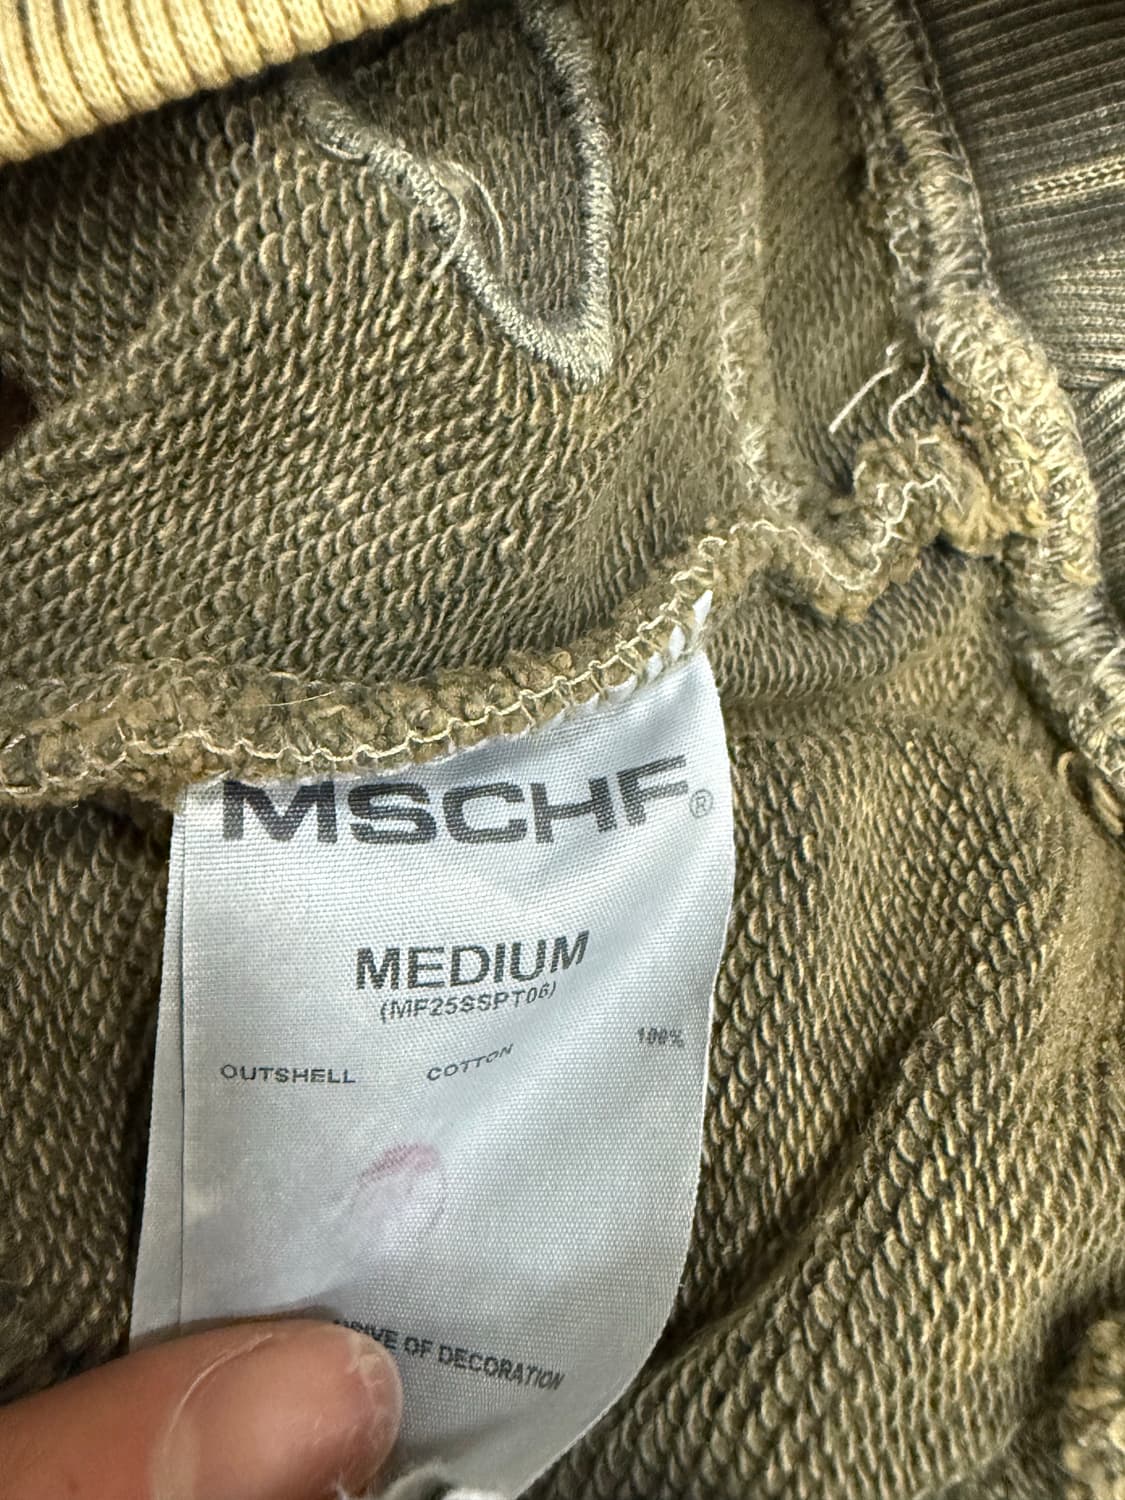 MSCHF®
MEDIUM
(MF25SSPT06)
OUTSHELL COTTON 100%
OF DECORATION